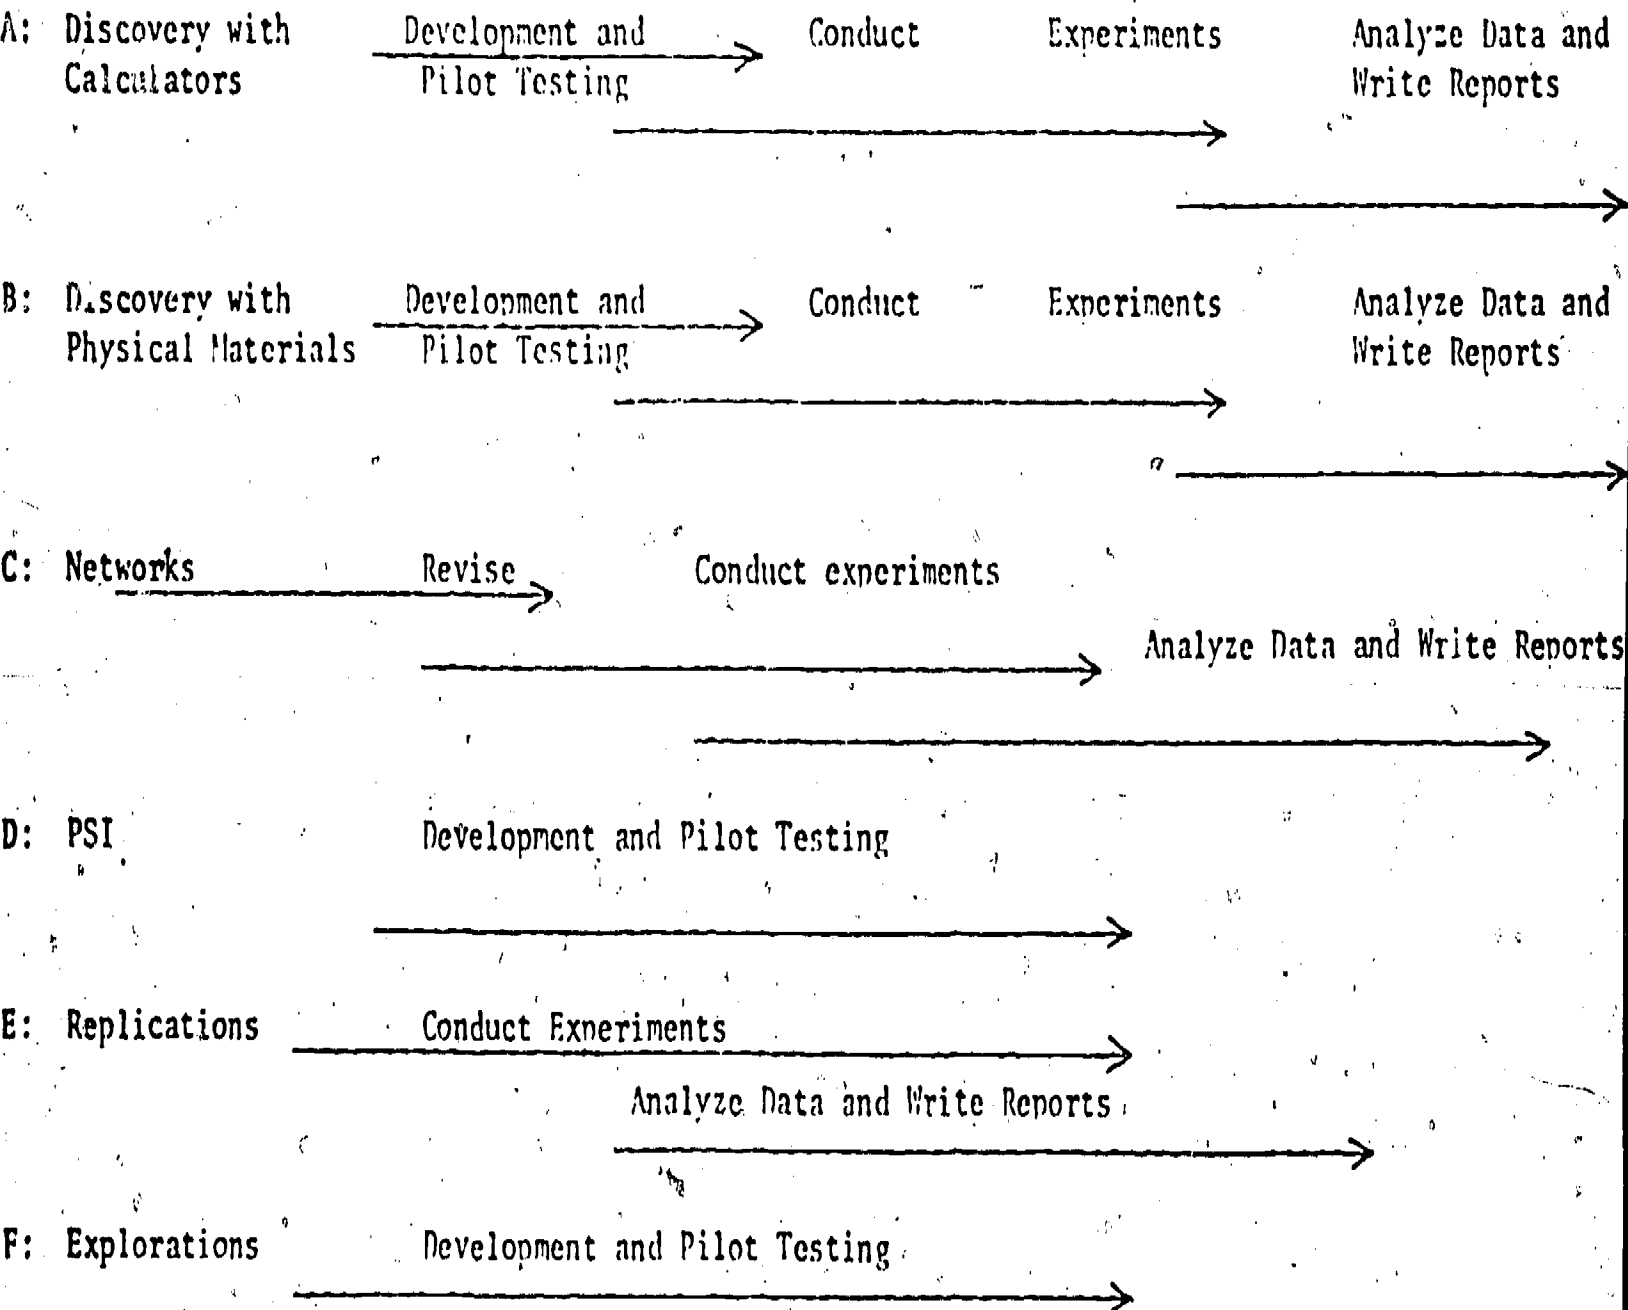 A: Discovery with Development and Conduct Experiments Analyze Data and
Calculators Pilot Testing Write Reports
B: Discovery with Development and Conduct Experiments Analyze Data and
Physical Materials Pilot Testing Write Reports
C: Networks Revise Conduct experiments
Analyze Data and Write Reports
D: PSI Development and Pilot Testing
E: Replications Conduct Experiments
Analyze Data and Write Reports
F: Explorations Development and Pilot Testing